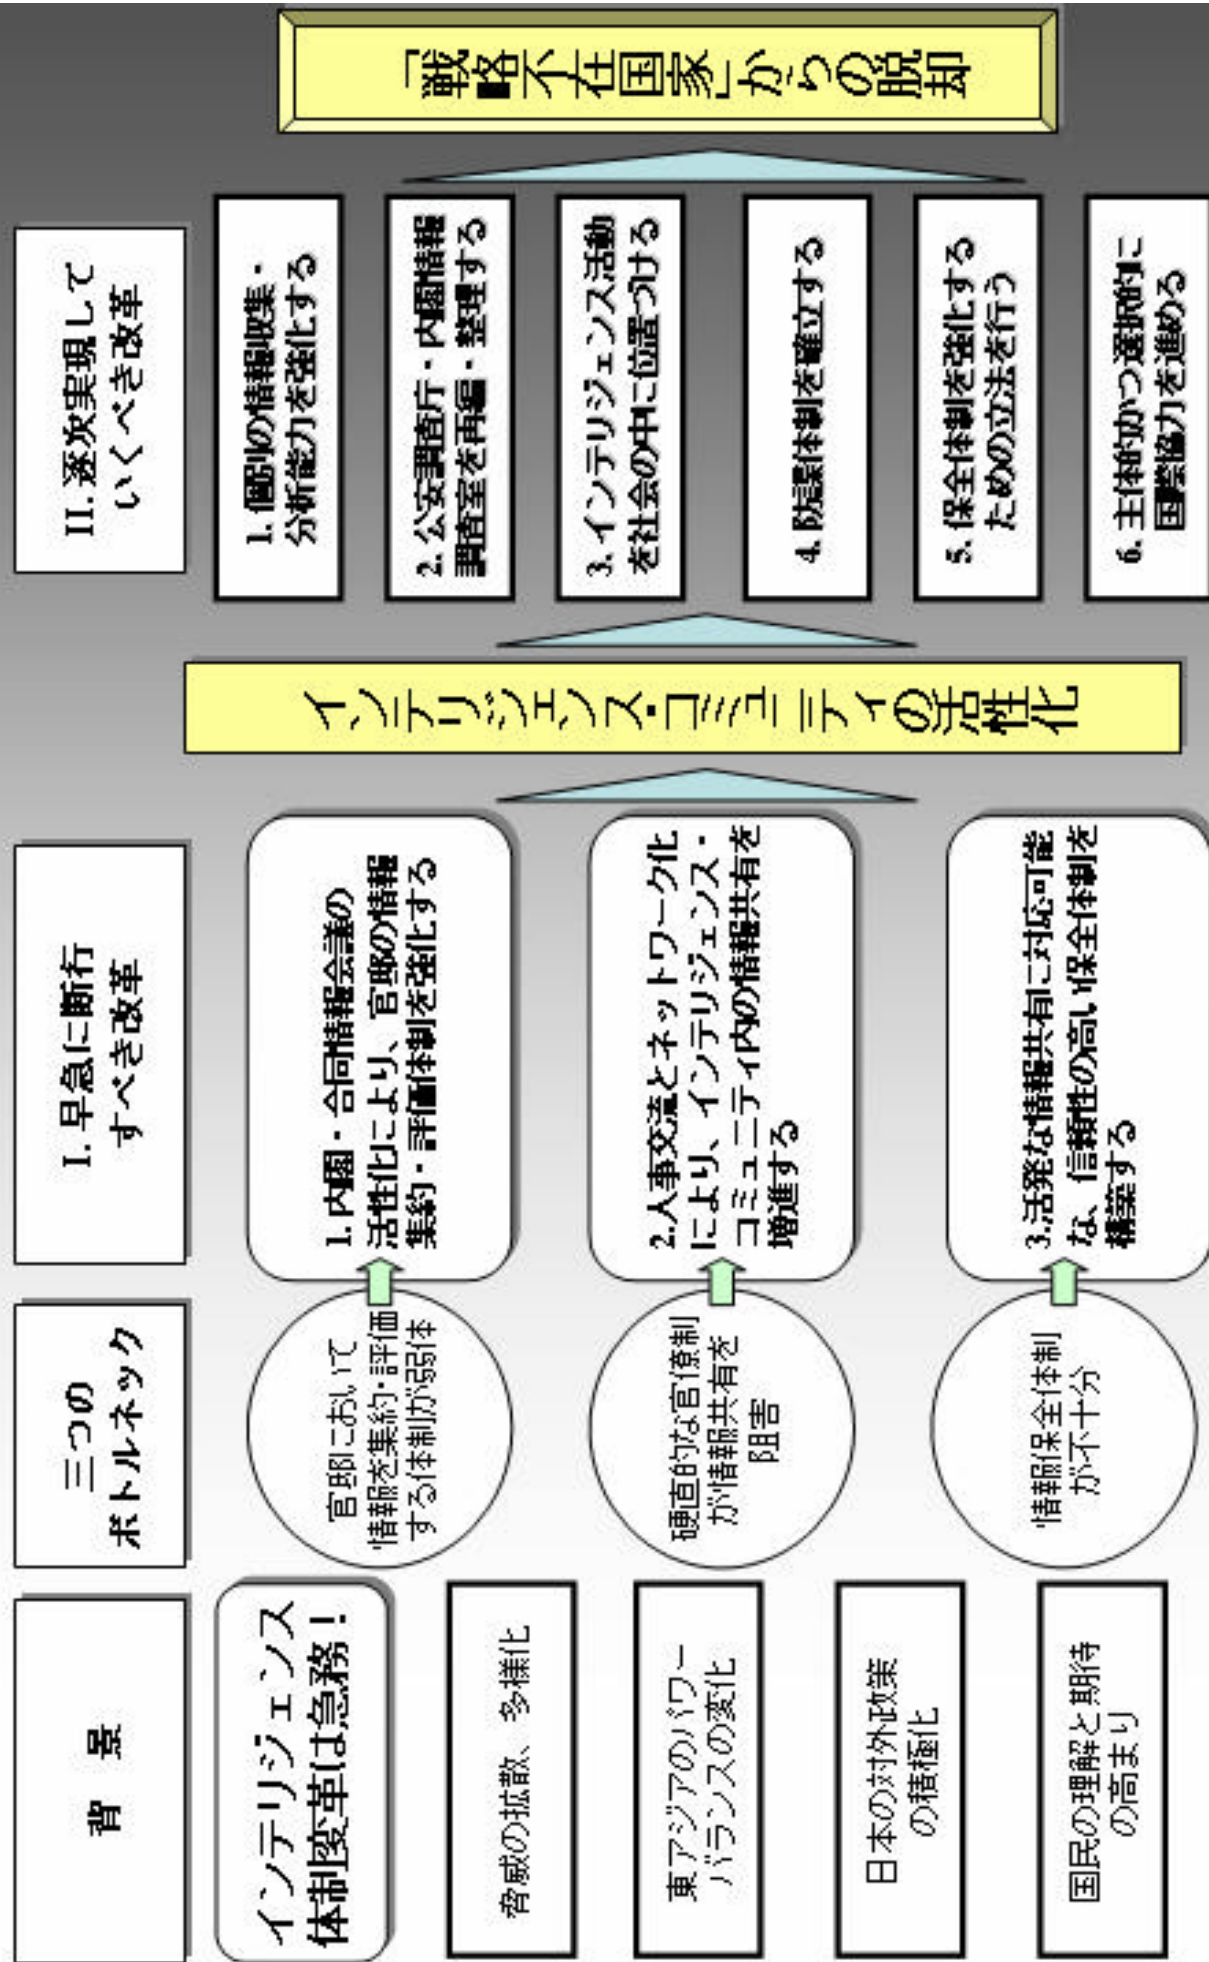 背　景
インテリジェンス
体制変革は急務！
脅威の拡散、多様化
東アジアのパワー
バランスの変化
日本の対外政策
の積極化
国民の理解と期待
の高まり
三つの
ボトルネック
官邸において
情報を集約・評価
する体制が弱体
硬直的な官僚制
が情報共有を
阻害
情報保全体制
が不十分
I. 早急に断行
すべき改革
1. 内閣・合同情報会議の
活性化により、官邸の情報
集約・評価体制を強化する
2.人事交流とネットワーク化
により、インテリジェンス・
コミュニティ内の情報共有を
増進する
3.活発な情報共有に対応可能
な、信頼性の高い保全体制を
構築する
インテリジェンス・コミュニティの活性化
II. 逐次実現して
いくべき改革
1. 個別の情報収集・
分析能力を強化する
2. 公安調査庁・内閣情報
調査室を再編・整理する
3. インテリジェンス活動
を社会の中に位置づける
4. 防諜体制を確立する
5. 保全体制を強化する
ための立法を行う
6. 主体的かつ選択的に
国際協力を進める
「戦略不在国家」からの脱却